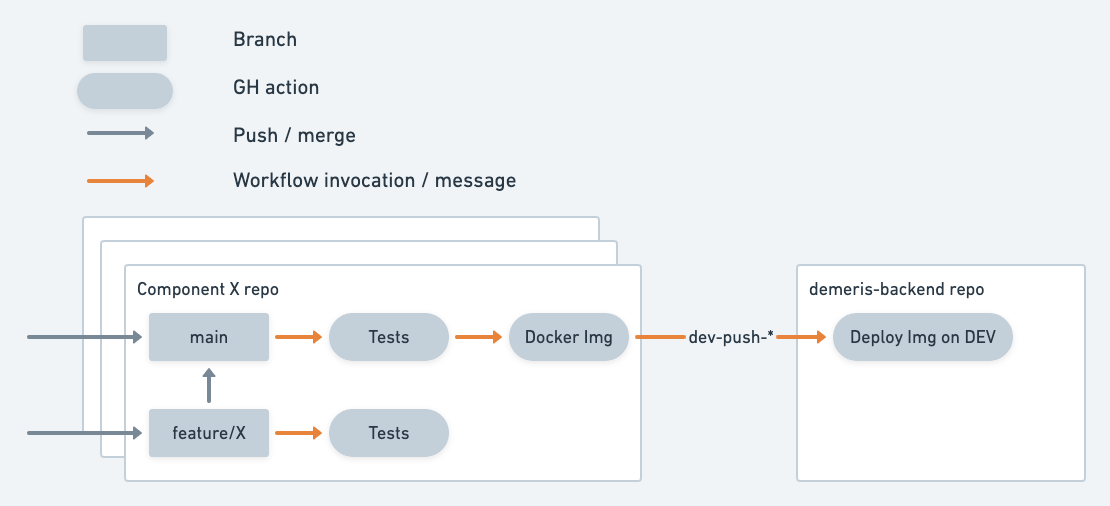 Branch
GH action
Push / merge
Workflow invocation / message
Component X repo
main
Tests
Docker Img
dev-push-*
feature/X
Tests
demeris-backend repo
Deploy Img on DEV